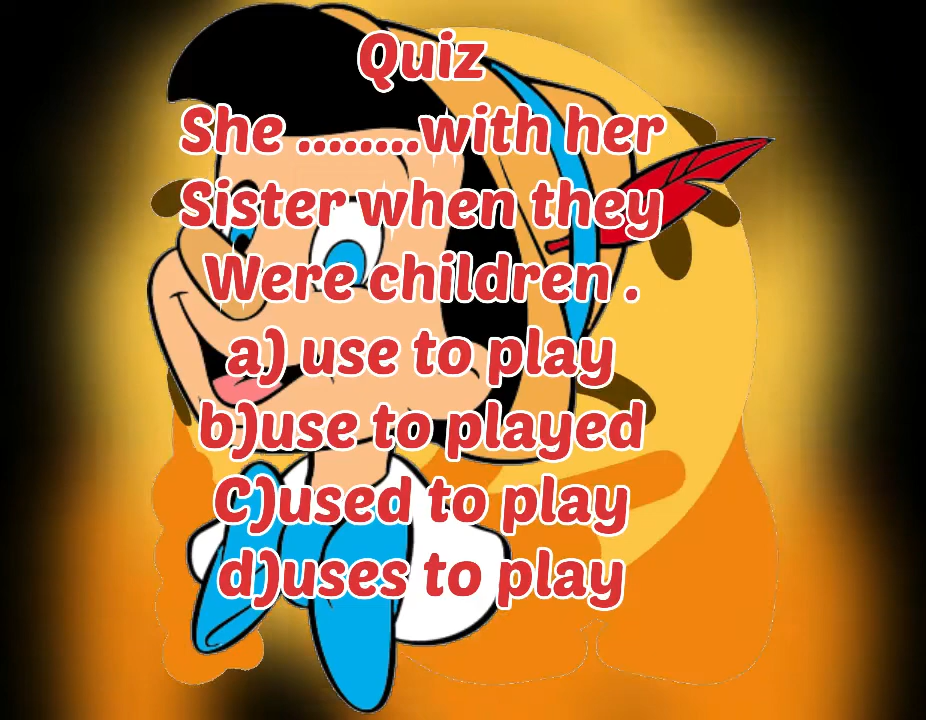 Quiz
She ........with her
Sister when they
Were children .
a) use to play
b)use to played
C)used to play
d)uses to play